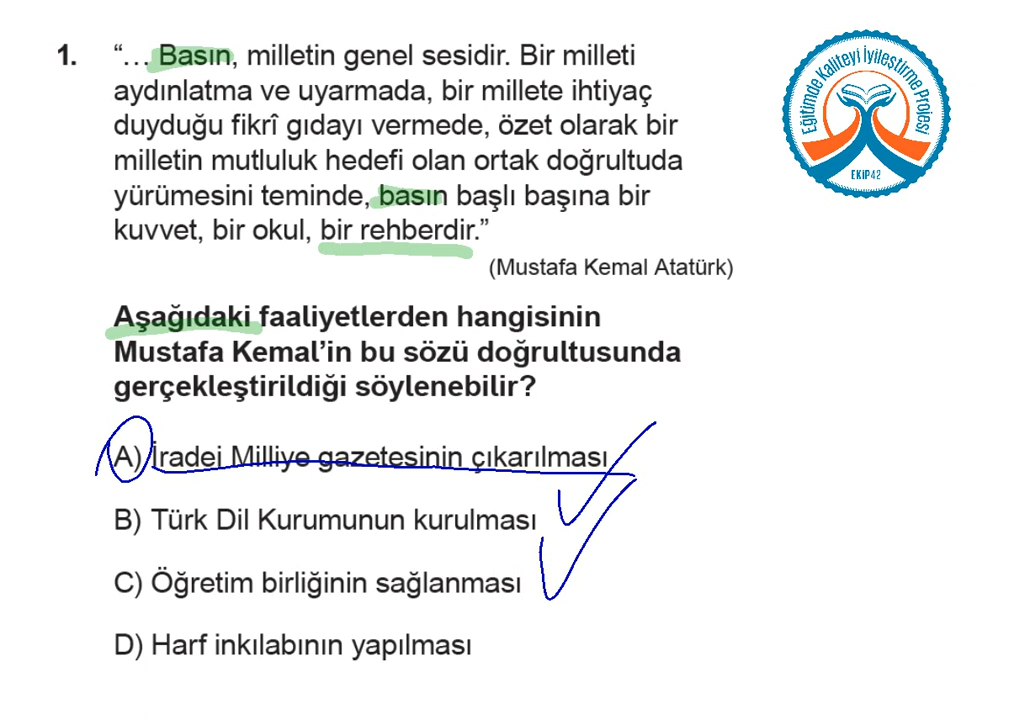 1. “… Basın, milletin genel sesidir. Bir milleti
aydınlatma ve uyarmada, bir millete ihtiyaç
duyduğu fikrî gıdayı vermede, özet olarak bir
milletin mutluluk hedefi olan ortak doğrultuda
yürümesini teminde, basın başlı başına bir
kuvvet, bir okul, bir rehberdir.”
(Mustafa Kemal Atatürk)
Aşağıdaki faaliyetlerden hangisinin
Mustafa Kemal’in bu sözü doğrultusunda
gerçekleştirildiği söylenebilir?
A) İradei Milliye gazetesinin çıkarılması
B) Türk Dil Kurumunun kurulması
C) Öğretim birliğinin sağlanması
D) Harf inkılabının yapılması
Eğitimde Kaliteyi İyileştirme Projesi
EKİP42